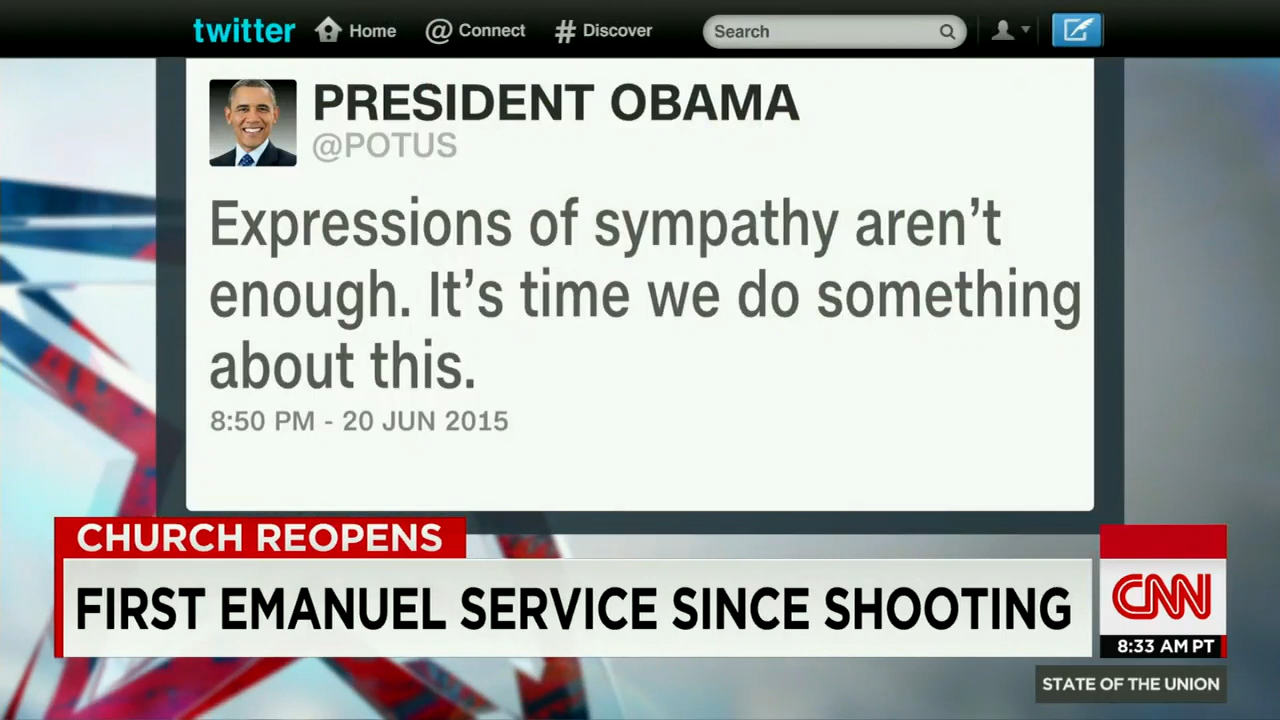 twitter Home @ Connect # Discover Search
PRESIDENT OBAMA
@POTUS
Expressions of sympathy aren’t
enough. It’s time we do something
about this.
8:50 PM - 20 JUN 2015
CHURCH REOPENS
FIRST EMANUEL SERVICE SINCE SHOOTING
CNN
8:33 AM PT
STATE OF THE UNION